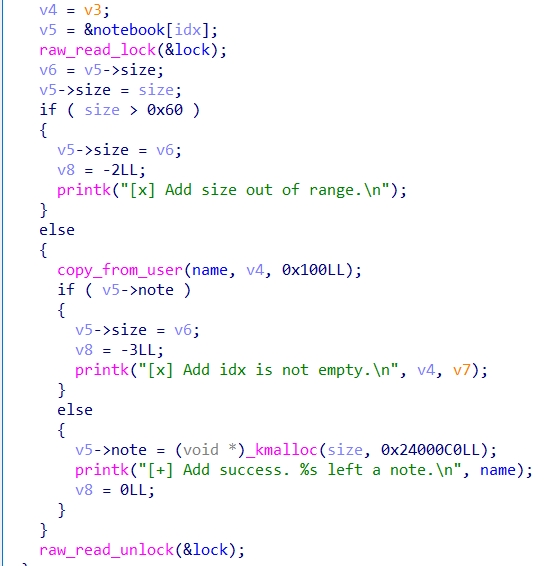 v4 = v3;
v5 = &notebook[idx];
raw_read_lock(&lock);
v6 = v5->size;
v5->size = size;
if ( size > 0x60 )
{
v5->size = v6;
v8 = -2LL;
printk("[x] Add size out of range.\n");
}
else
{
copy_from_user(name, v4, 0x100LL);
if ( v5->note )
{
v5->size = v6;
v8 = -3LL;
printk("[x] Add idx is not empty.\n", v4, v7);
}
else
{
v5->note = (void *)_kmalloc(size, 0x24000C0LL);
printk("[+] Add success. %s left a note.\n", name);
v8 = 0LL;
}
}
raw_read_unlock(&lock);